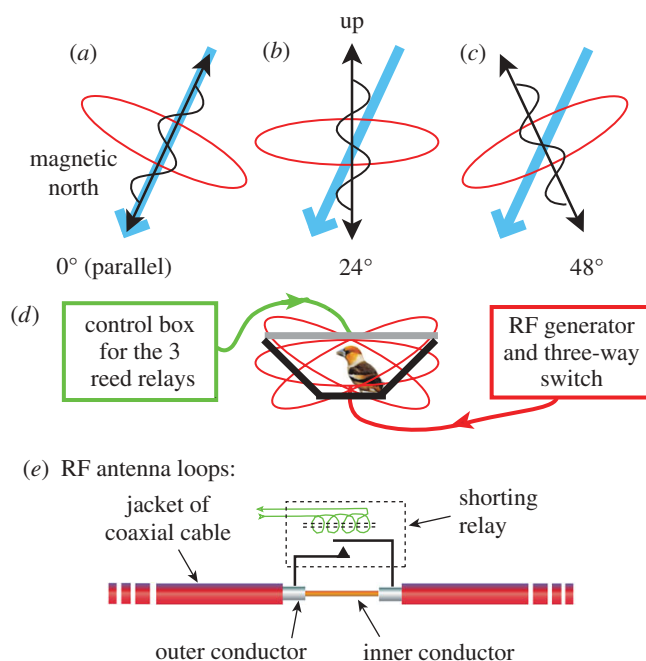 (a)
(b)
up
(c)
magnetic
north
0° (parallel)
24°
48°
(d)
control box
for the 3
reed relays
RF generator
and three-way
switch
(e) RF antenna loops:
jacket of
coaxial cable
shorting
relay
outer conductor
inner conductor